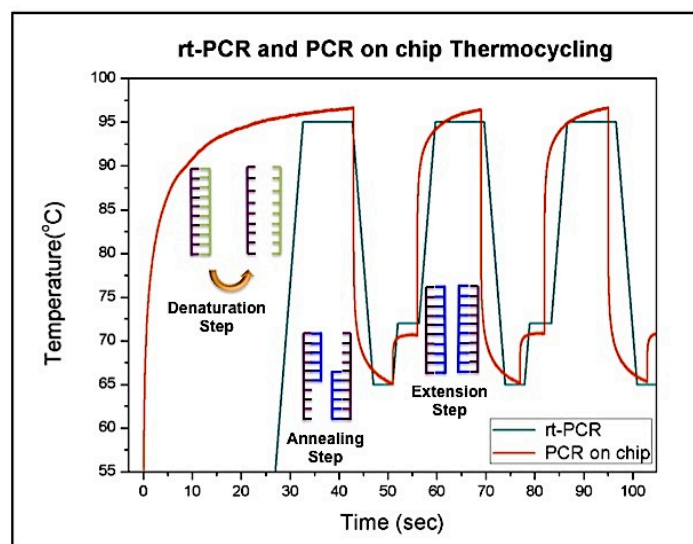 rt-PCR and PCR on chip Thermocycling
100
95
90
85
80
75
70
65
60
55
Temperature(°C)
Denaturation
Step
Annealing
Step
Extension
Step
rt-PCR
PCR on chip
0
10
20
30
40
50
60
70
80
90
100
Time (sec)